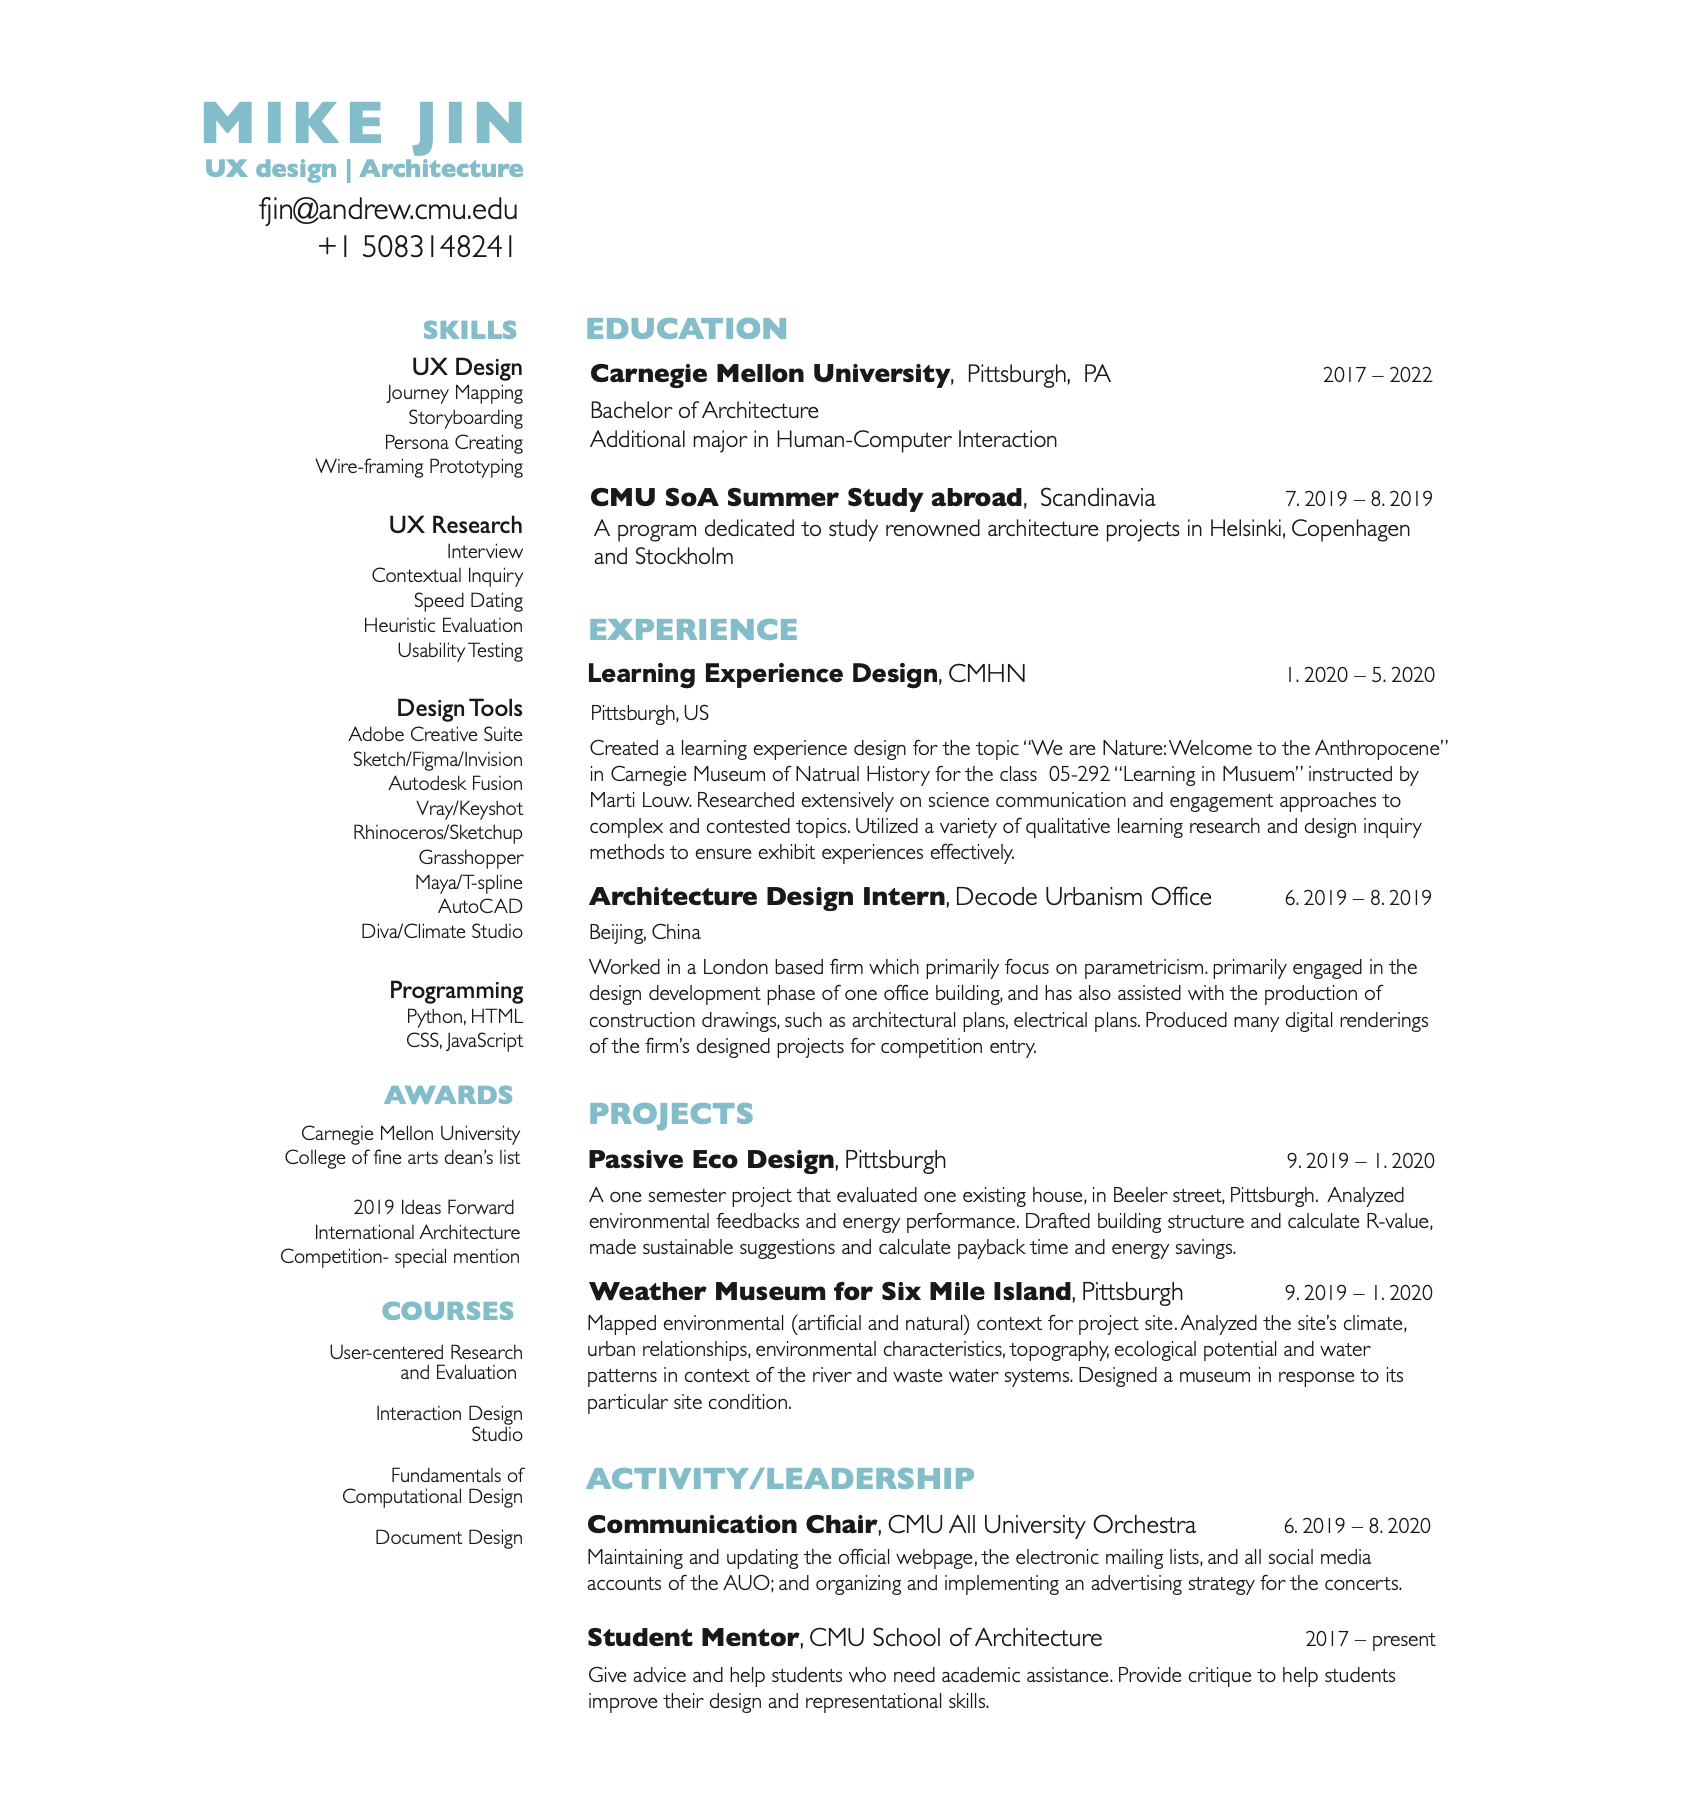 MIKE JIN
UX design | Architecture
fjin@andrew.cmu.edu
+1 5083148241
SKILLS
UX Design
Journey Mapping
Storyboarding
Persona Creating
Wire-framing Prototyping
UX Research
Interview
Contextual Inquiry
Speed Dating
Heuristic Evaluation
Usability Testing
Design Tools
Adobe Creative Suite
Sketch/Figma/Invision
Autodesk Fusion
Vray/Keyshot
Rhinoceros/Sketchup
Grasshopper
Maya/T-spline
AutoCAD
Diva/Climate Studio
Programming
Python, HTML
CSS, JavaScript
AWARDS
Carnegie Mellon University
College of fine arts dean’s list
2019 Ideas Forward
International Architecture
Competition- special mention
COURSES
User-centered Research
and Evaluation
Interaction Design
Studio
Fundamentals of
Computational Design
Document Design
EDUCATION
Carnegie Mellon University, Pittsburgh, PA 2017 – 2022
Bachelor of Architecture
Additional major in Human-Computer Interaction
CMU SoA Summer Study abroad, Scandinavia 7. 2019 – 8. 2019
A program dedicated to study renowned architecture projects in Helsinki, Copenhagen
and Stockholm
EXPERIENCE
Learning Experience Design, CMHN 1. 2020 – 5. 2020
Pittsburgh, US
Created a learning experience design for the topic “We are Nature: Welcome to the Anthropocene”
in Carnegie Museum of Natrual History for the class 05-292 “Learning in Musuem” instructed by
Marti Louw. Researched extensively on science communication and engagement approaches to
complex and contested topics. Utilized a variety of qualitative learning research and design inquiry
methods to ensure exhibit experiences effectively.
Architecture Design Intern, Decode Urbanism Office 6. 2019 – 8. 2019
Beijing, China
Worked in a London based firm which primarily focus on parametricism. primarily engaged in the
design development phase of one office building, and has also assisted with the production of
construction drawings, such as architectural plans, electrical plans. Produced many digital renderings
of the firm’s designed projects for competition entry.
PROJECTS
Passive Eco Design, Pittsburgh 9. 2019 – 1. 2020
A one semester project that evaluated one existing house, in Beeler street, Pittsburgh. Analyzed
environmental feedbacks and energy performance. Drafted building structure and calculate R-value,
made sustainable suggestions and calculate payback time and energy savings.
Weather Museum for Six Mile Island, Pittsburgh 9. 2019 – 1. 2020
Mapped environmental (artificial and natural) context for project site. Analyzed the site’s climate,
urban relationships, environmental characteristics, topography, ecological potential and water
patterns in context of the river and waste water systems. Designed a museum in response to its
particular site condition.
ACTIVITY/LEADERSHIP
Communication Chair, CMU All University Orchestra 6. 2019 – 8. 2020
Maintaining and updating the official webpage, the electronic mailing lists, and all social media
accounts of the AUO; and organizing and implementing an advertising strategy for the concerts.
Student Mentor, CMU School of Architecture 2017 – present
Give advice and help students who need academic assistance. Provide critique to help students
improve their design and representational skills.